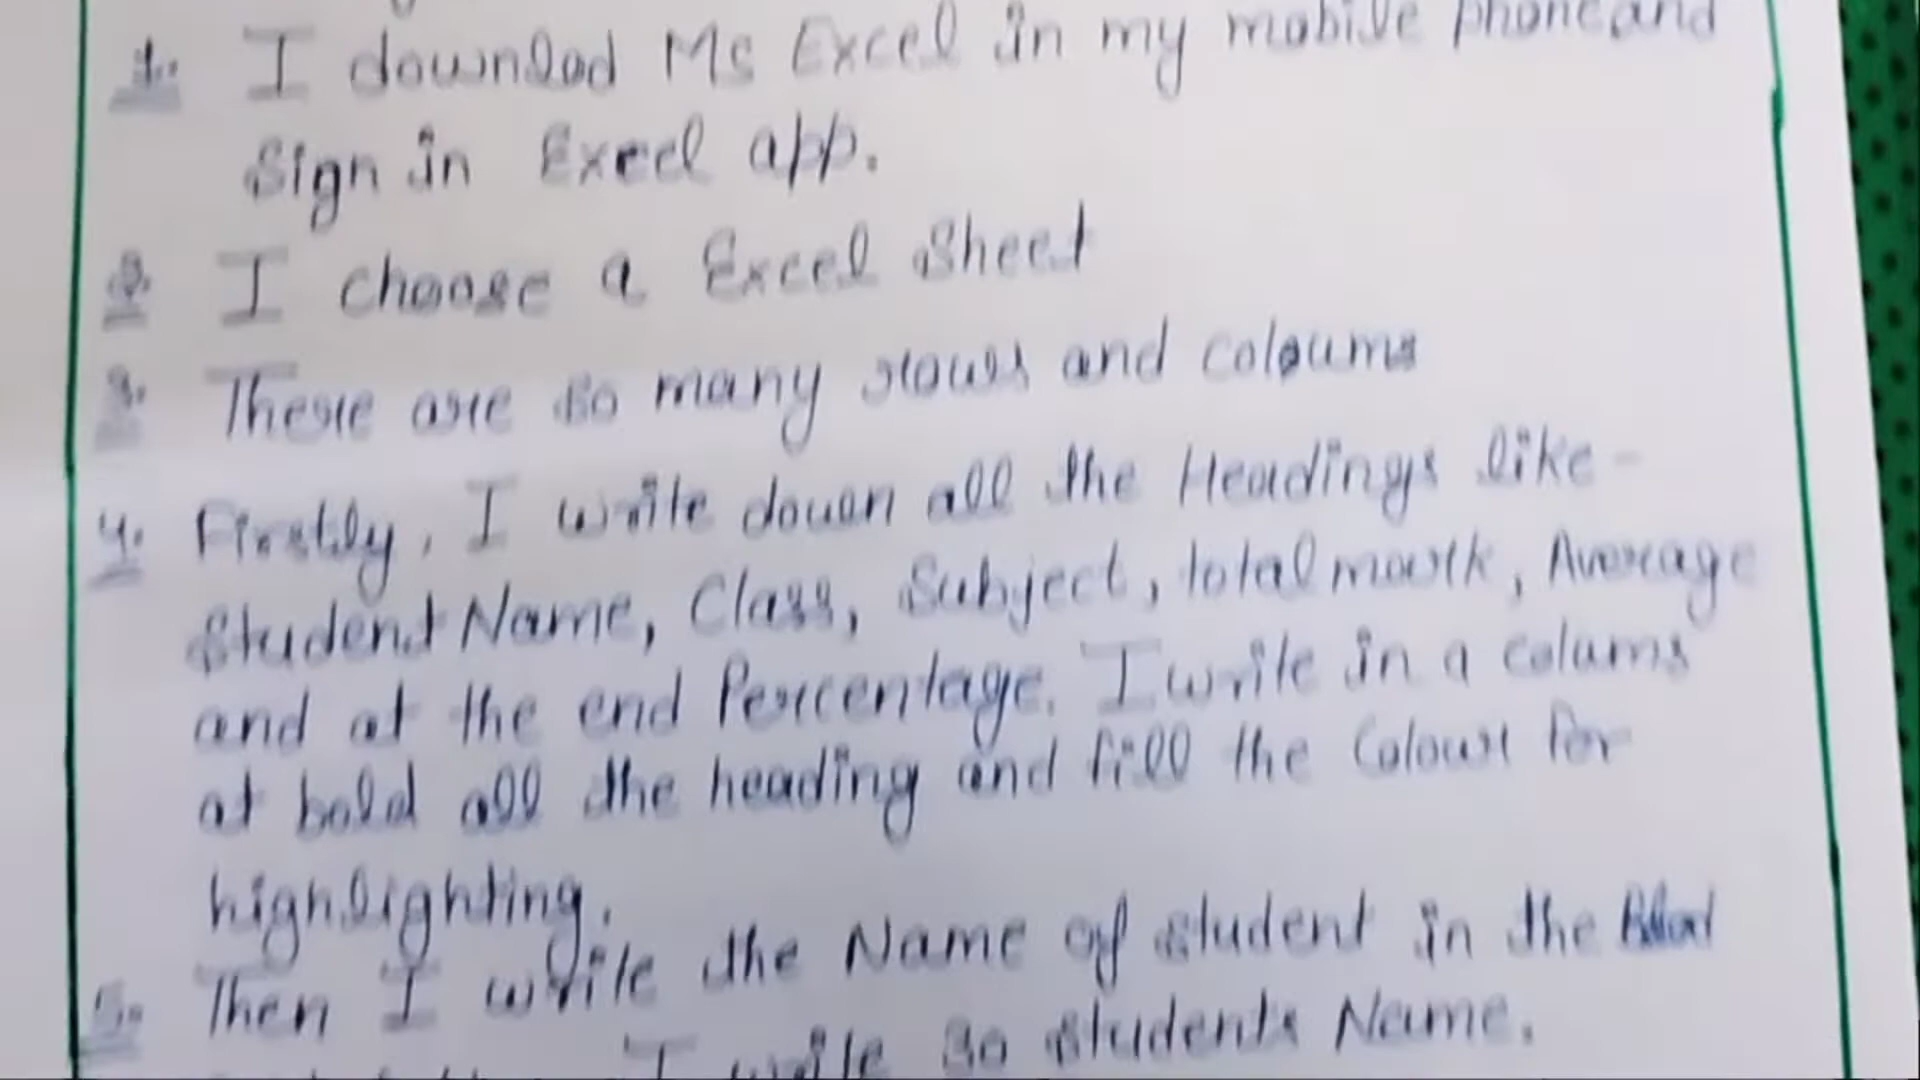 1. I downlod Ms Excel in my mobile phone and
Sign in Excel app.
2. I choose a Excel Sheet
3. There are so many rows and coloums
4. Firstly, I write down all the Headings like -
Student Name, Class, Subject, total mark, Average
and at the end Percentage. I write in a colums
at bold all the heading and fill the Colour for
highlighting.
5. Then I write the Name of student in the
I write 30 students Name.